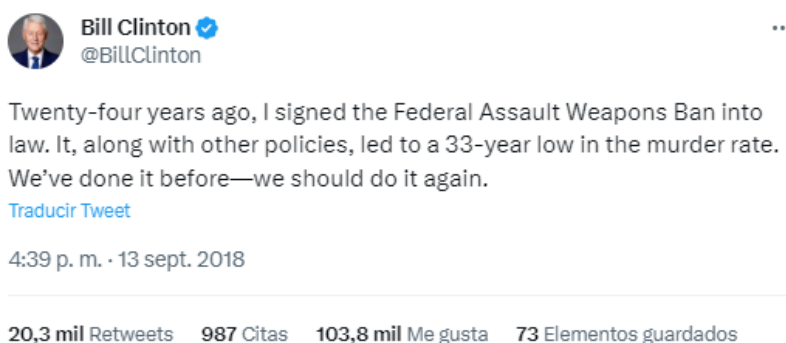 Bill Clinton
@BillClinton
Twenty-four years ago, I signed the Federal Assault Weapons Ban into
law. It, along with other policies, led to a 33-year low in the murder rate.
We’ve done it before—we should do it again.
Traducir Tweet
4:39 p. m. · 13 sept. 2018
20,3 mil Retweets 987 Citas 103,8 mil Me gusta 73 Elementos guardados